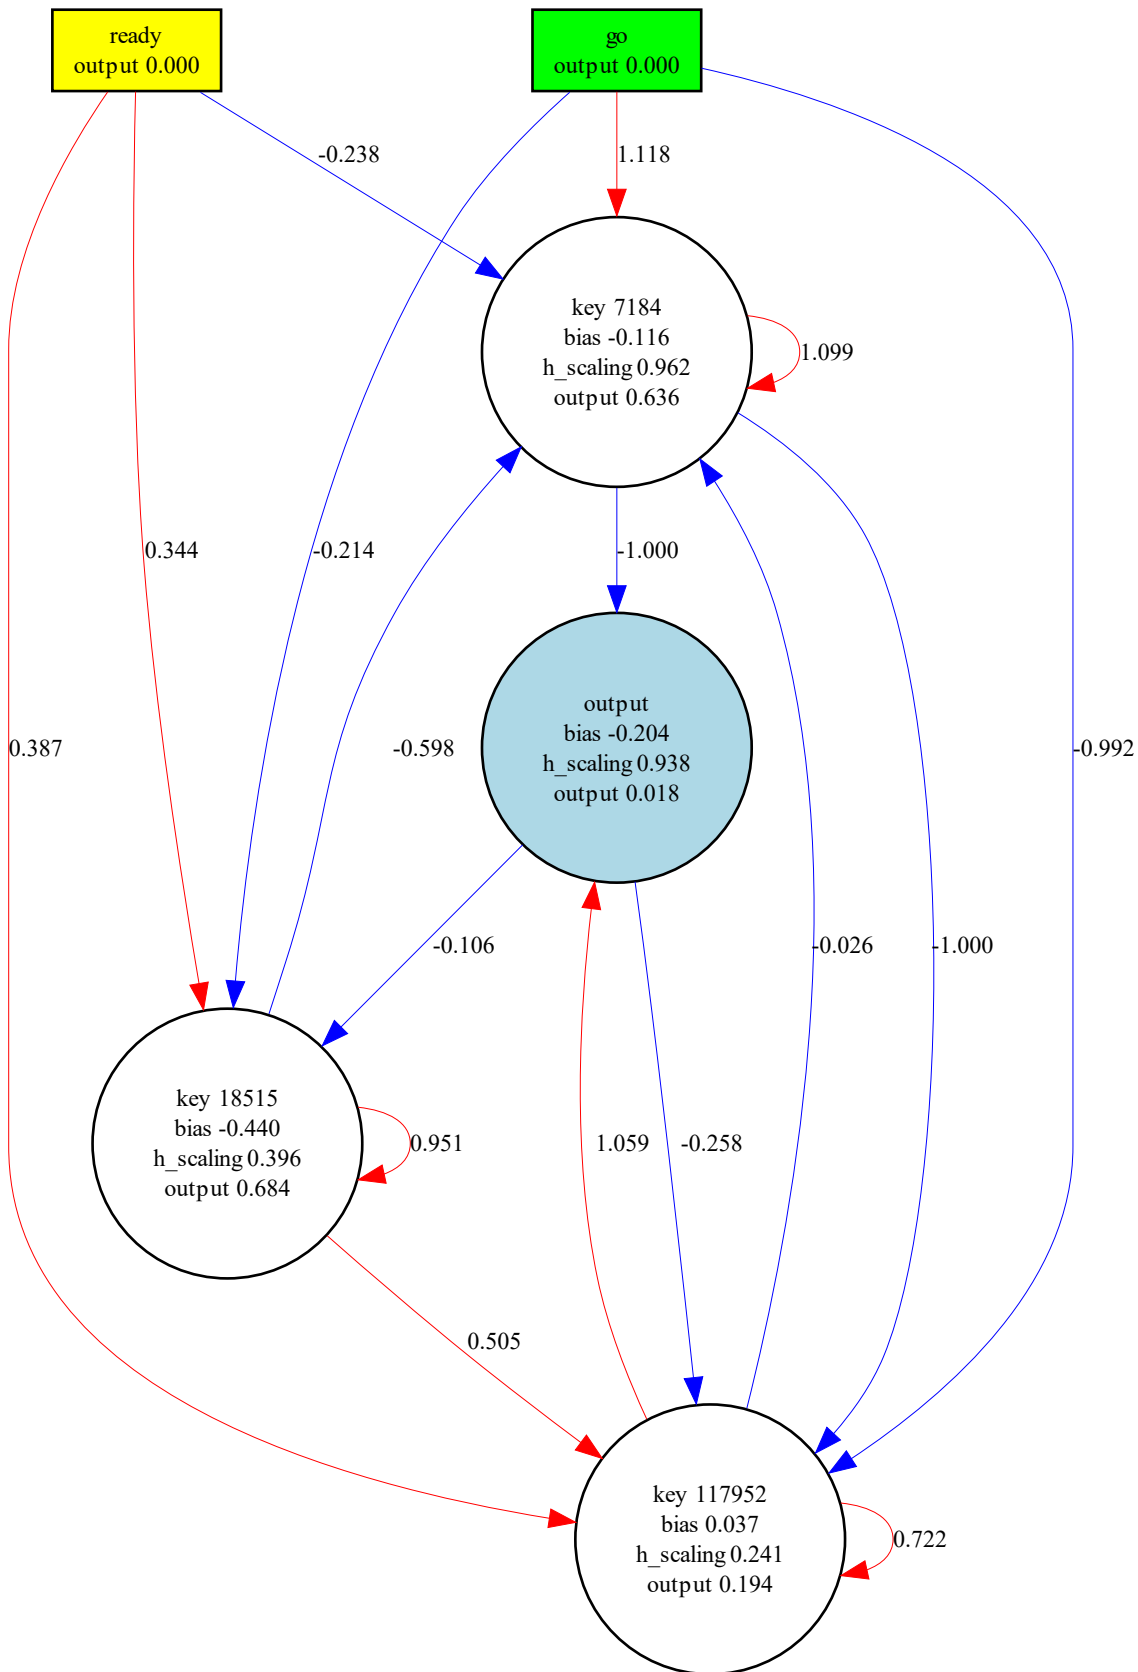 ready
output 0.000
go
output 0.000
-0.238
1.118
key 7184
bias -0.116
h_scaling 0.962
output 0.636
1.099
0.344
-0.214
-1.000
output
bias -0.204
h_scaling 0.938
output 0.018
0.387
-0.598
-0.992
-0.106
-0.026
-1.000
key 18515
bias -0.440
h_scaling 0.396
output 0.684
0.951
1.059
-0.258
0.505
key 117952
bias 0.037
h_scaling 0.241
output 0.194
0.722